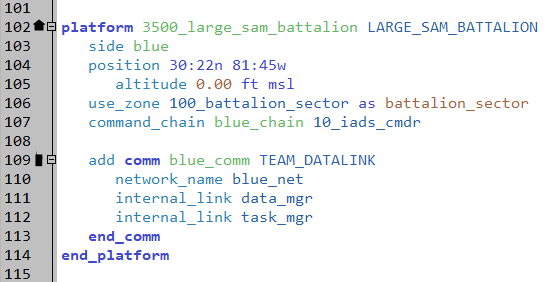 101
102 platform 3500_large_sam_battalion LARGE_SAM_BATTALION
103 side blue
104 position 30:22n 81:45w
105 altitude 0.00 ft msl
106 use_zone 100_battalion_sector as battalion_sector
107 command_chain blue_chain 10_iads_cmdr
108
109 add comm blue_comm TEAM_DATALINK
110 network_name blue_net
111 internal_link data_mgr
112 internal_link task_mgr
113 end_comm
114 end_platform
115